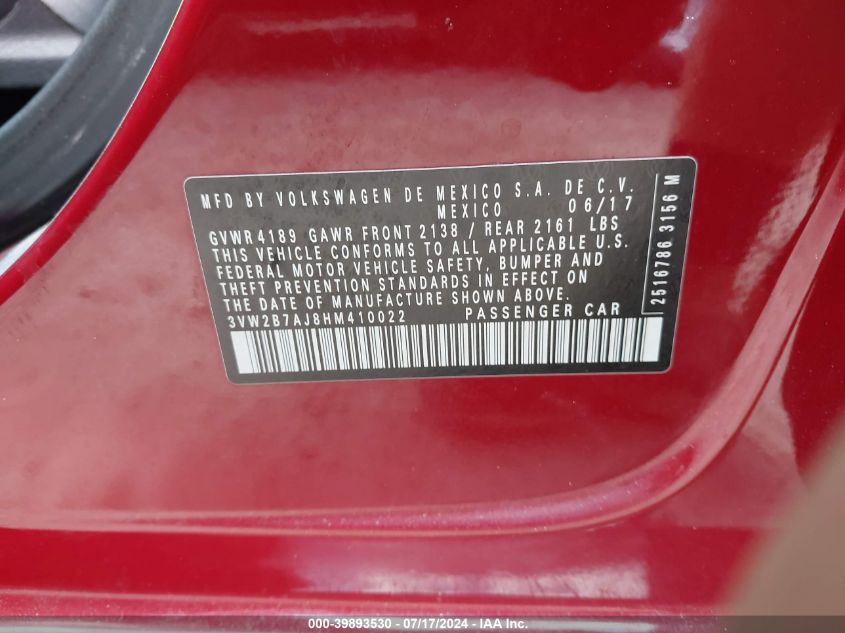 MFD BY VOLKSWAGEN DE MEXICO S.A. DE C.V.
MEXICO 06/17
GVWR 4189 GAWR FRONT 2138 / REAR 2161 LBS
THIS VEHICLE CONFORMS TO ALL APPLICABLE U.S.
FEDERAL MOTOR VEHICLE SAFETY, BUMPER AND
THEFT PREVENTION STANDARDS IN EFFECT ON
THE DATE OF MANUFACTURE SHOWN ABOVE.
3VW2B7AJ8HM410022 PASSENGER CAR
2516786 3156 M
000-39893530 - 07/17/2024 - IAA Inc.